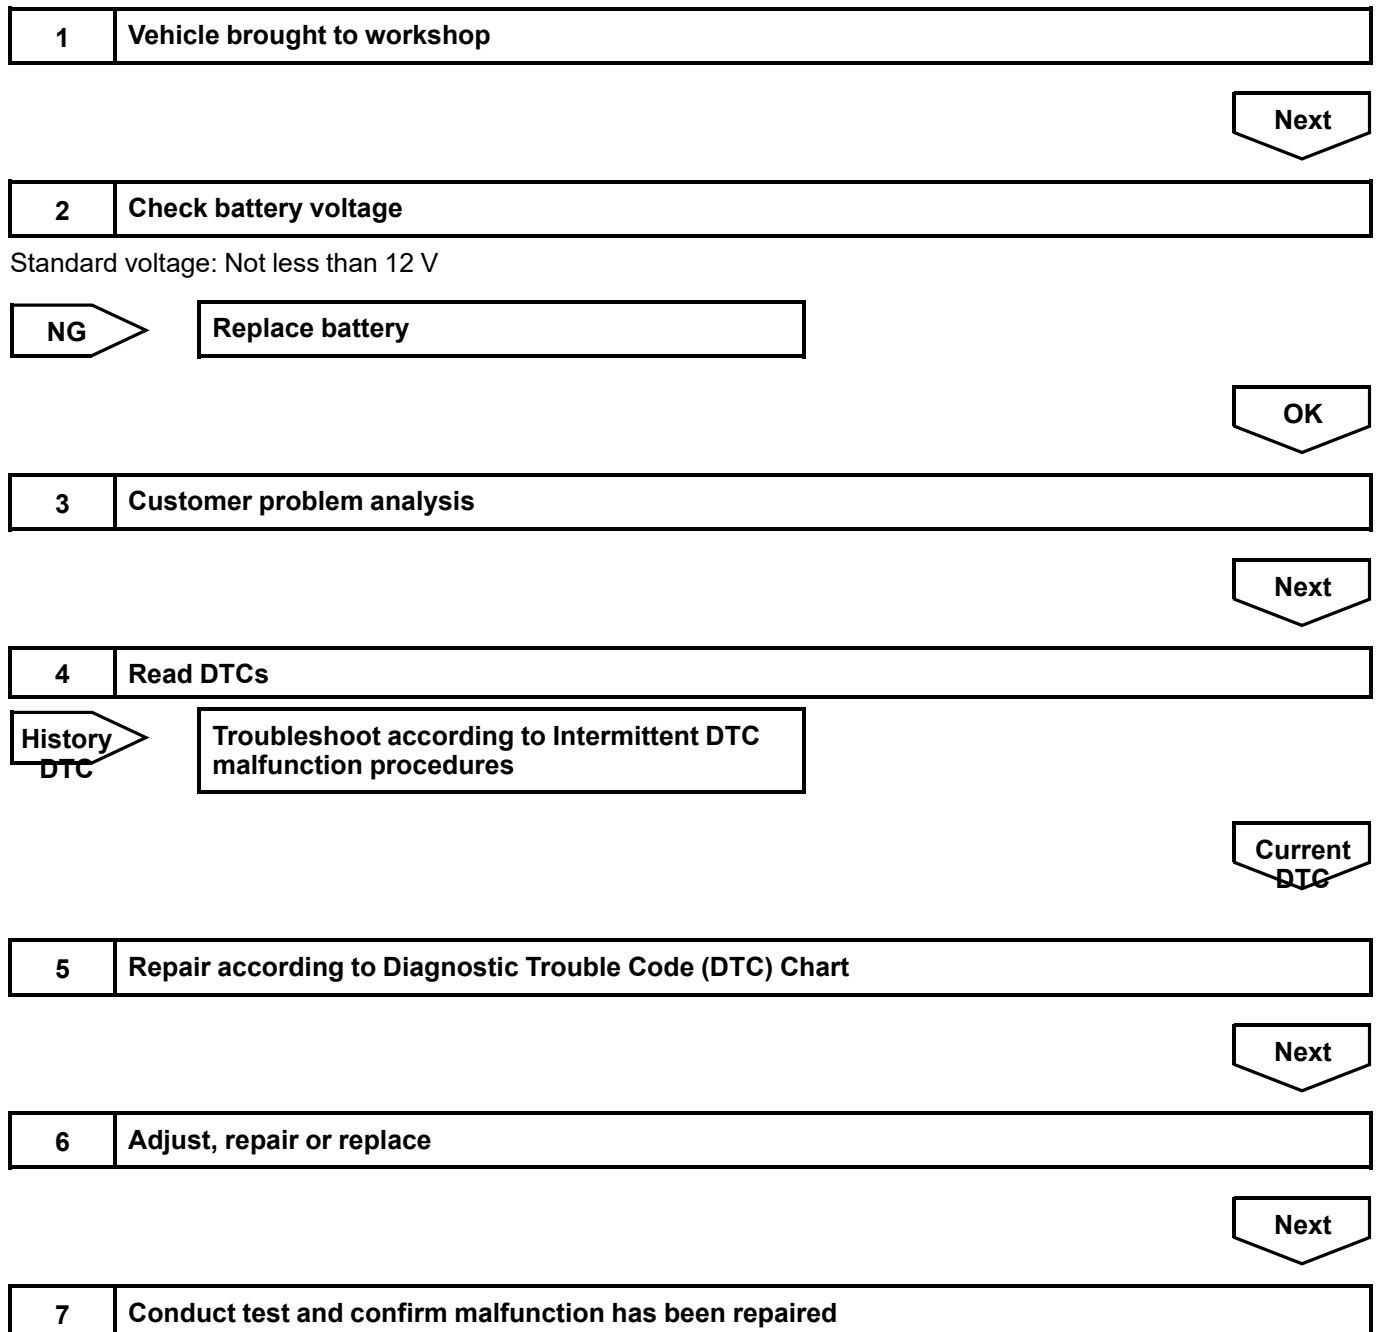 1 Vehicle brought to workshop
Next
2 Check battery voltage
Standard voltage: Not less than 12 V
NG Replace battery
OK
3 Customer problem analysis
Next
4 Read DTCs
History
DTC
Troubleshoot according to Intermittent DTC
malfunction procedures
Current
DTC
5 Repair according to Diagnostic Trouble Code (DTC) Chart
Next
6 Adjust, repair or replace
Next
7 Conduct test and confirm malfunction has been repaired